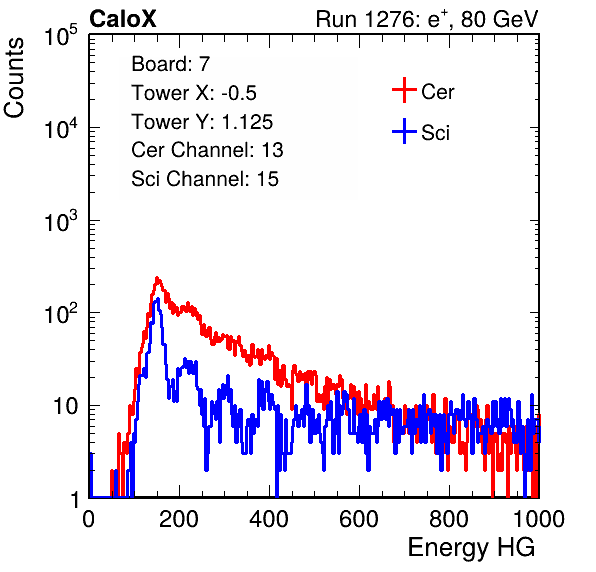 CaloX Run 1276: e⁺, 80 GeV
Counts
Board: 7
Tower X: -0.5
Tower Y: 1.125
Cer Channel: 13
Sci Channel: 15
Cer
Sci
10⁵
10⁴
10³
10²
10
1
0 200 400 600 800 1000
Energy HG